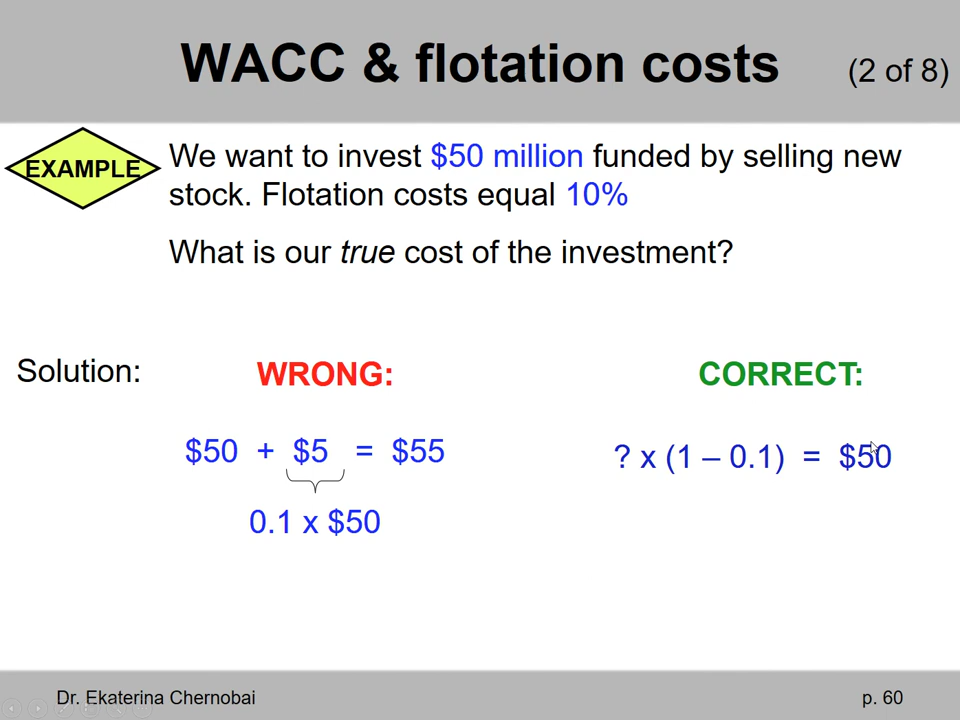 WACC & flotation costs (2 of 8)
EXAMPLE
We want to invest $50 million funded by selling new
stock. Flotation costs equal 10%
What is our true cost of the investment?
Solution:
WRONG:
$50 + $5 = $55
0.1 x $50
CORRECT:
? x (1 – 0.1) = $50
Dr. Ekaterina Chernobai
p. 60